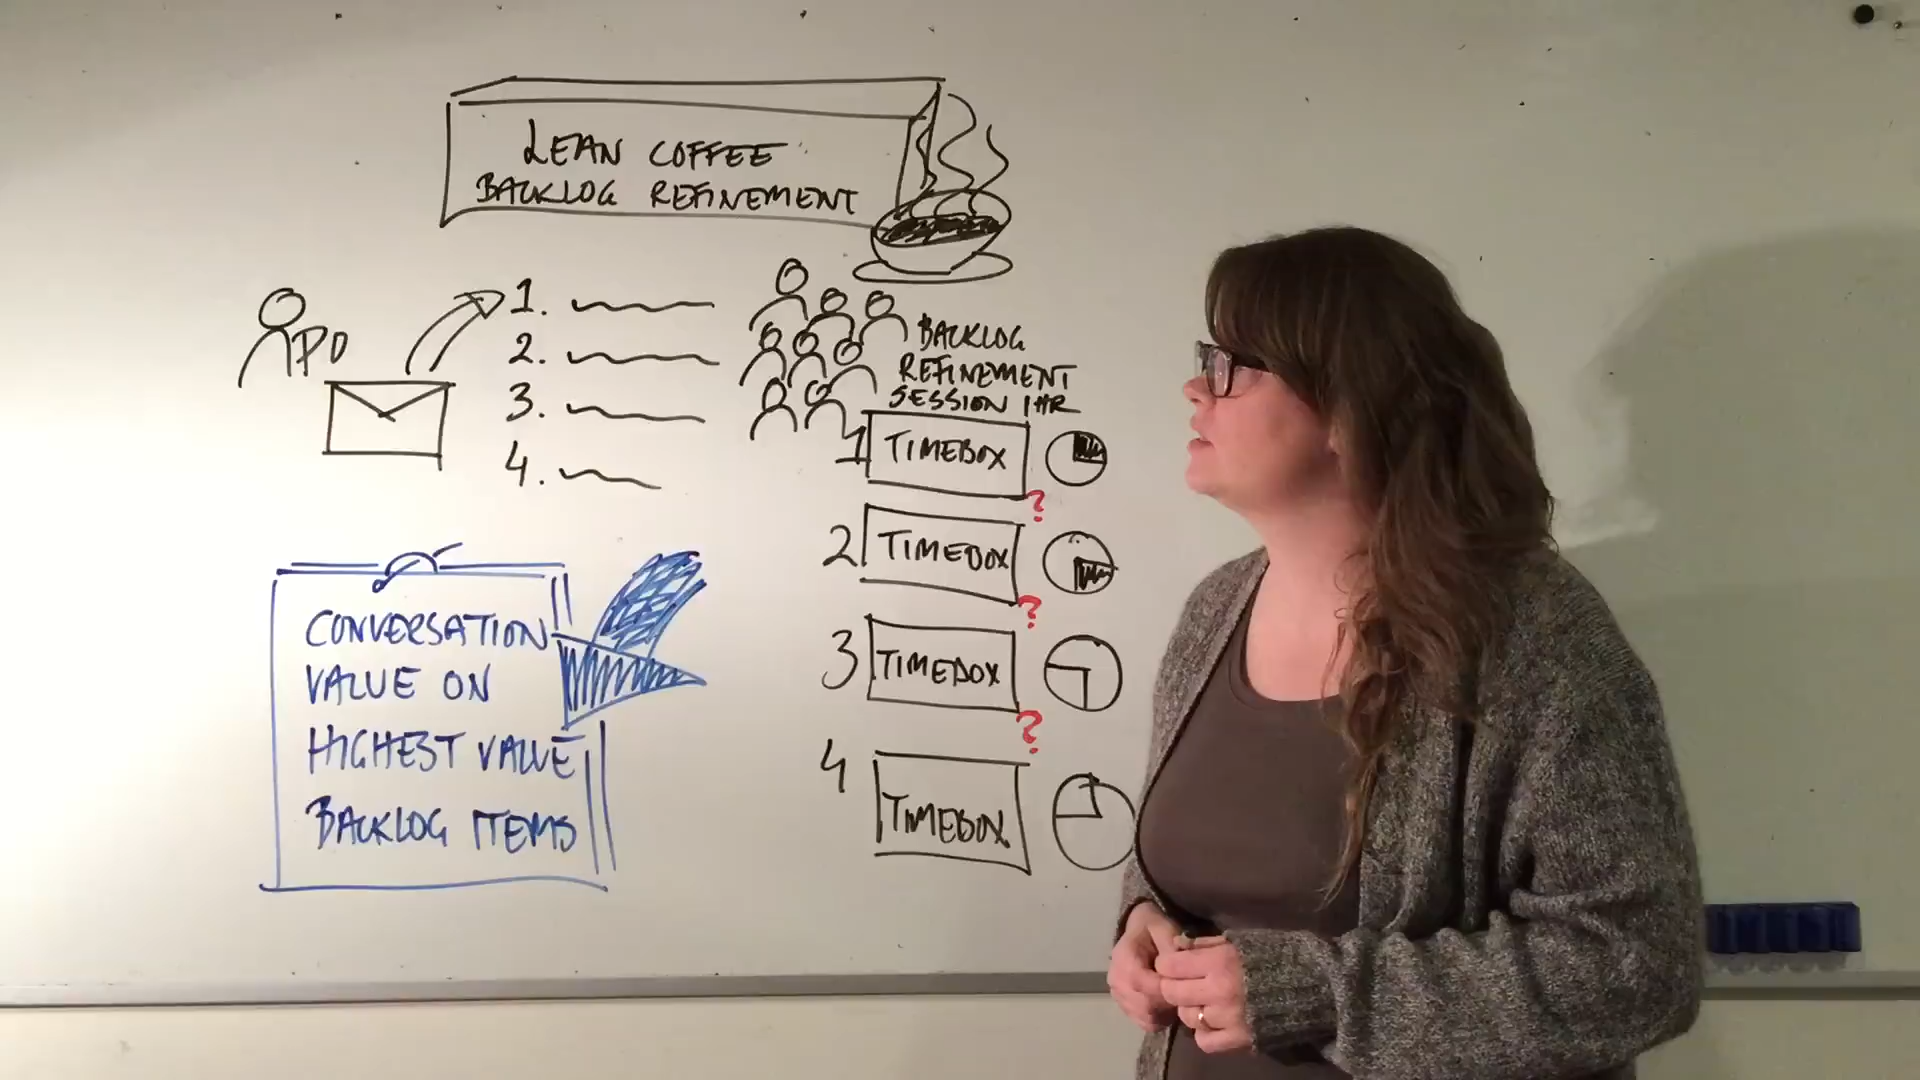 LEAN COFFEE
BACKLOG REFINEMENT
PO
1.
2.
3.
4.
BACKLOG
REFINEMENT
SESSION 1HR
1 TIMEBOX
?
2 TIMEBOX
?
3 TIMEBOX
?
4 TIMEBOX
CONVERSATION
VALUE ON
HIGHEST VALUE
BACKLOG ITEMS